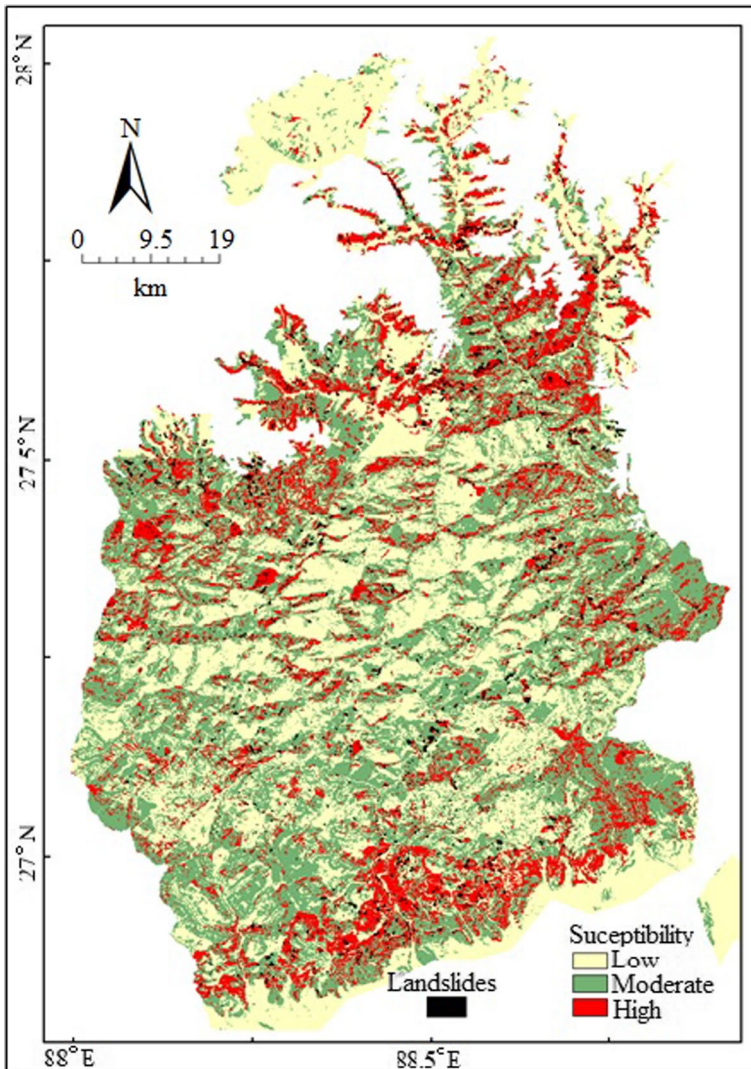 28°N
N
0 9.5 19
km
27.5°N
27°N
Suceptibility
Low
Moderate
High
Landslides
88°E
88.5°E